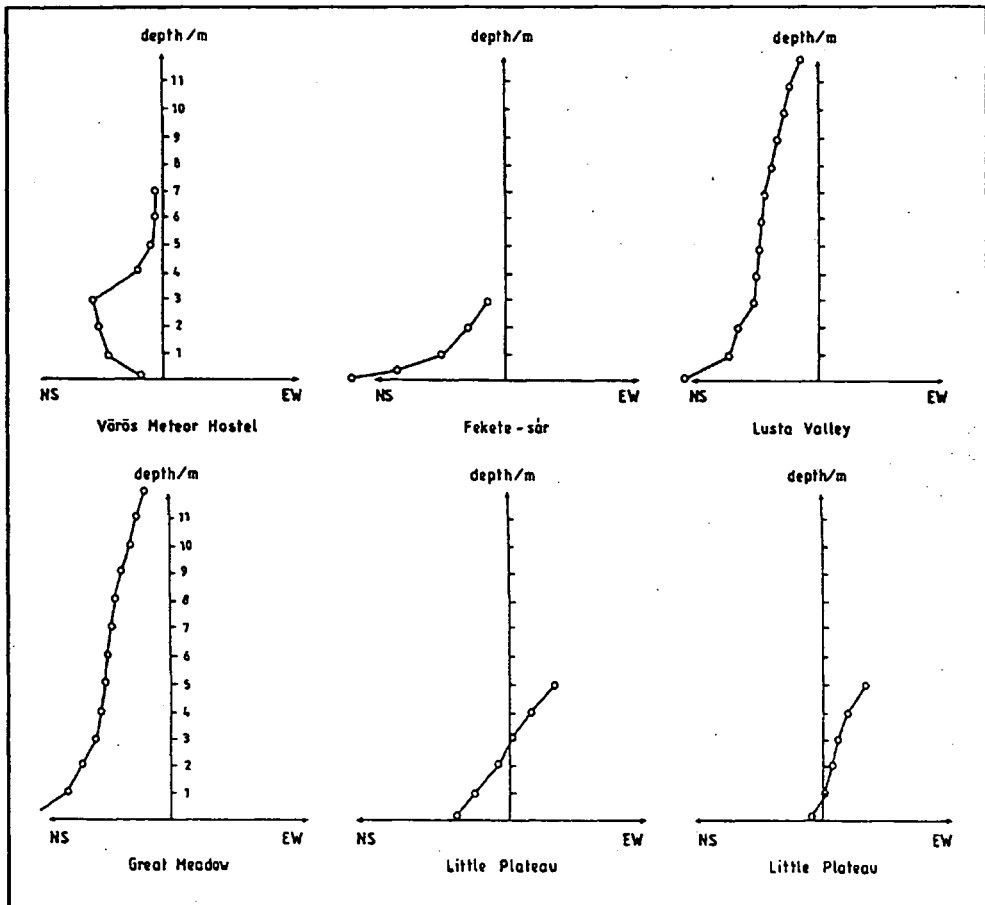 depth/m
depth/m
depth/m
11
10
9
8
7
6
5
4
3
2
1
NS
EW
NS
EW
NS
EW
Vörös Meteor Hostel
Fekete-sár
Lusta Valley
depth/m
depth/m
depth/m
11
10
9
8
7
6
5
4
3
2
1
NS
EW
NS
EW
NS
EW
Great Meadow
Little Plateau
Little Plateau